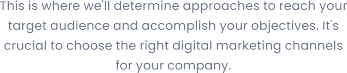 This is where we'll determine approaches to reach your
target audience and accomplish your objectives. It's
crucial to choose the right digital marketing channels
for your company.